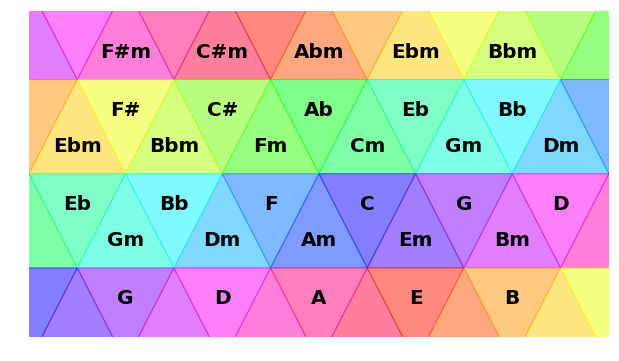 F#m C#m Abm Ebm Bbm
F# C# Ab Eb Bb
Ebm Bbm Fm Cm Gm Dm
Eb Bb F C G D
Gm Dm Am Em Bm
G D A E B